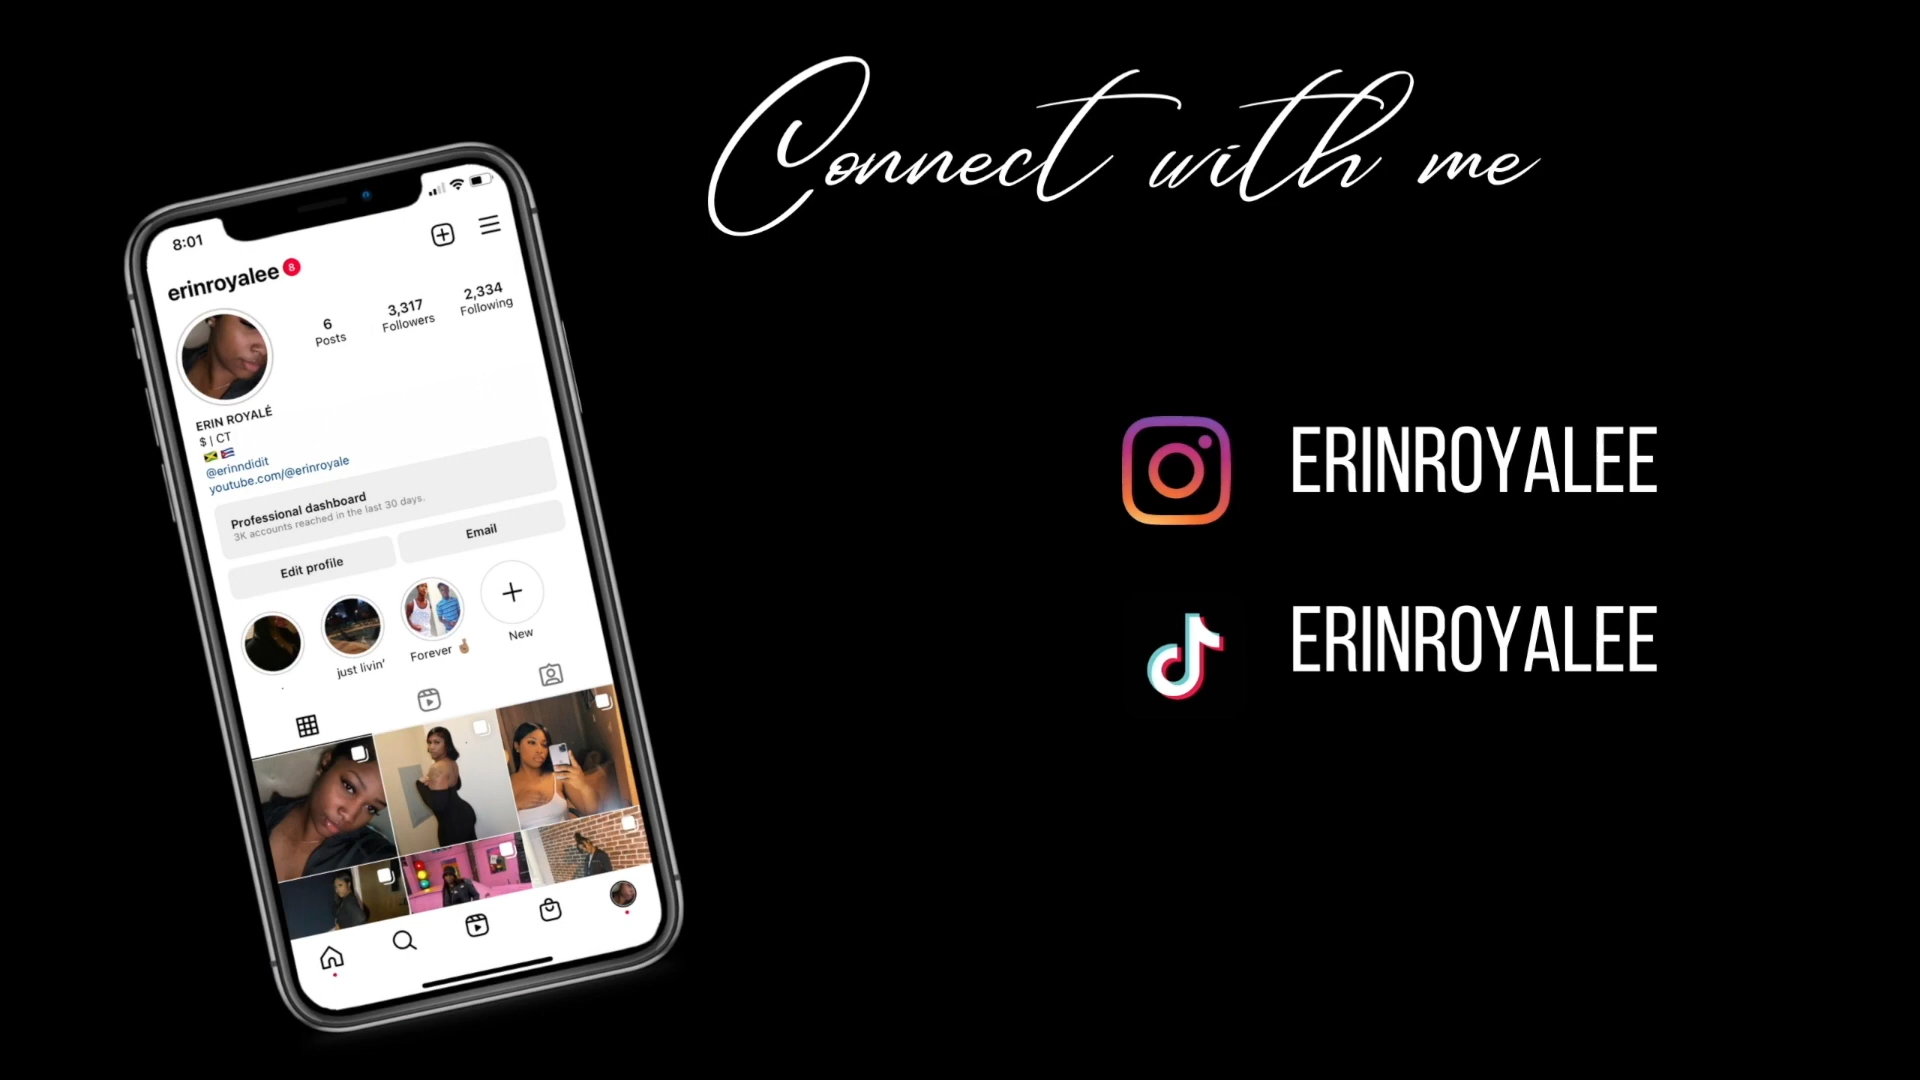 Connect with me
8:01
erinroyalee 8
6
Posts
3,317
Followers
2,334
Following
ERIN ROYALÉ
$ | CT
@erinndidit
youtube.com/@erinroyale
Professional dashboard
3K accounts reached in the last 30 days.
Edit profile
Email
.
just livin'
Forever
New
ERINROYALEE
ERINROYALEE